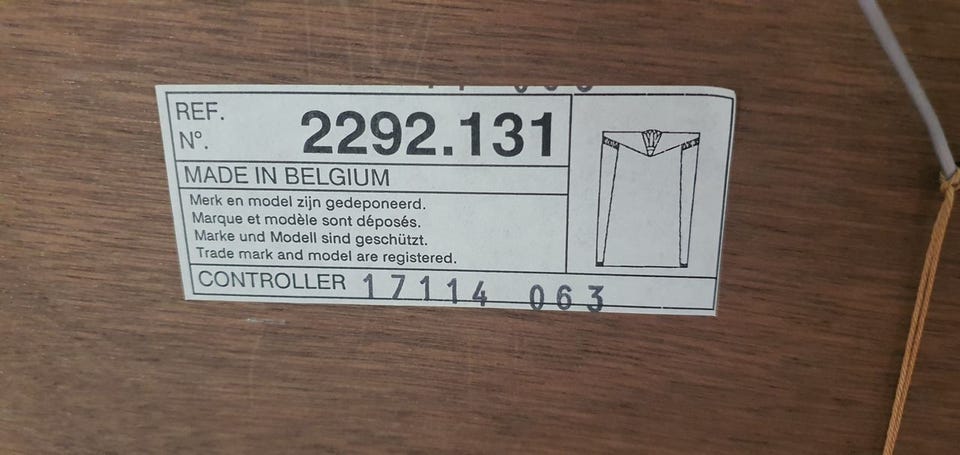 REF.
N°. 2292.131
MADE IN BELGIUM
Merk en model zijn gedeponeerd.
Marque et modèle sont déposés.
Marke und Modell sind geschützt.
Trade mark and model are registered.
CONTROLLER 17114 063